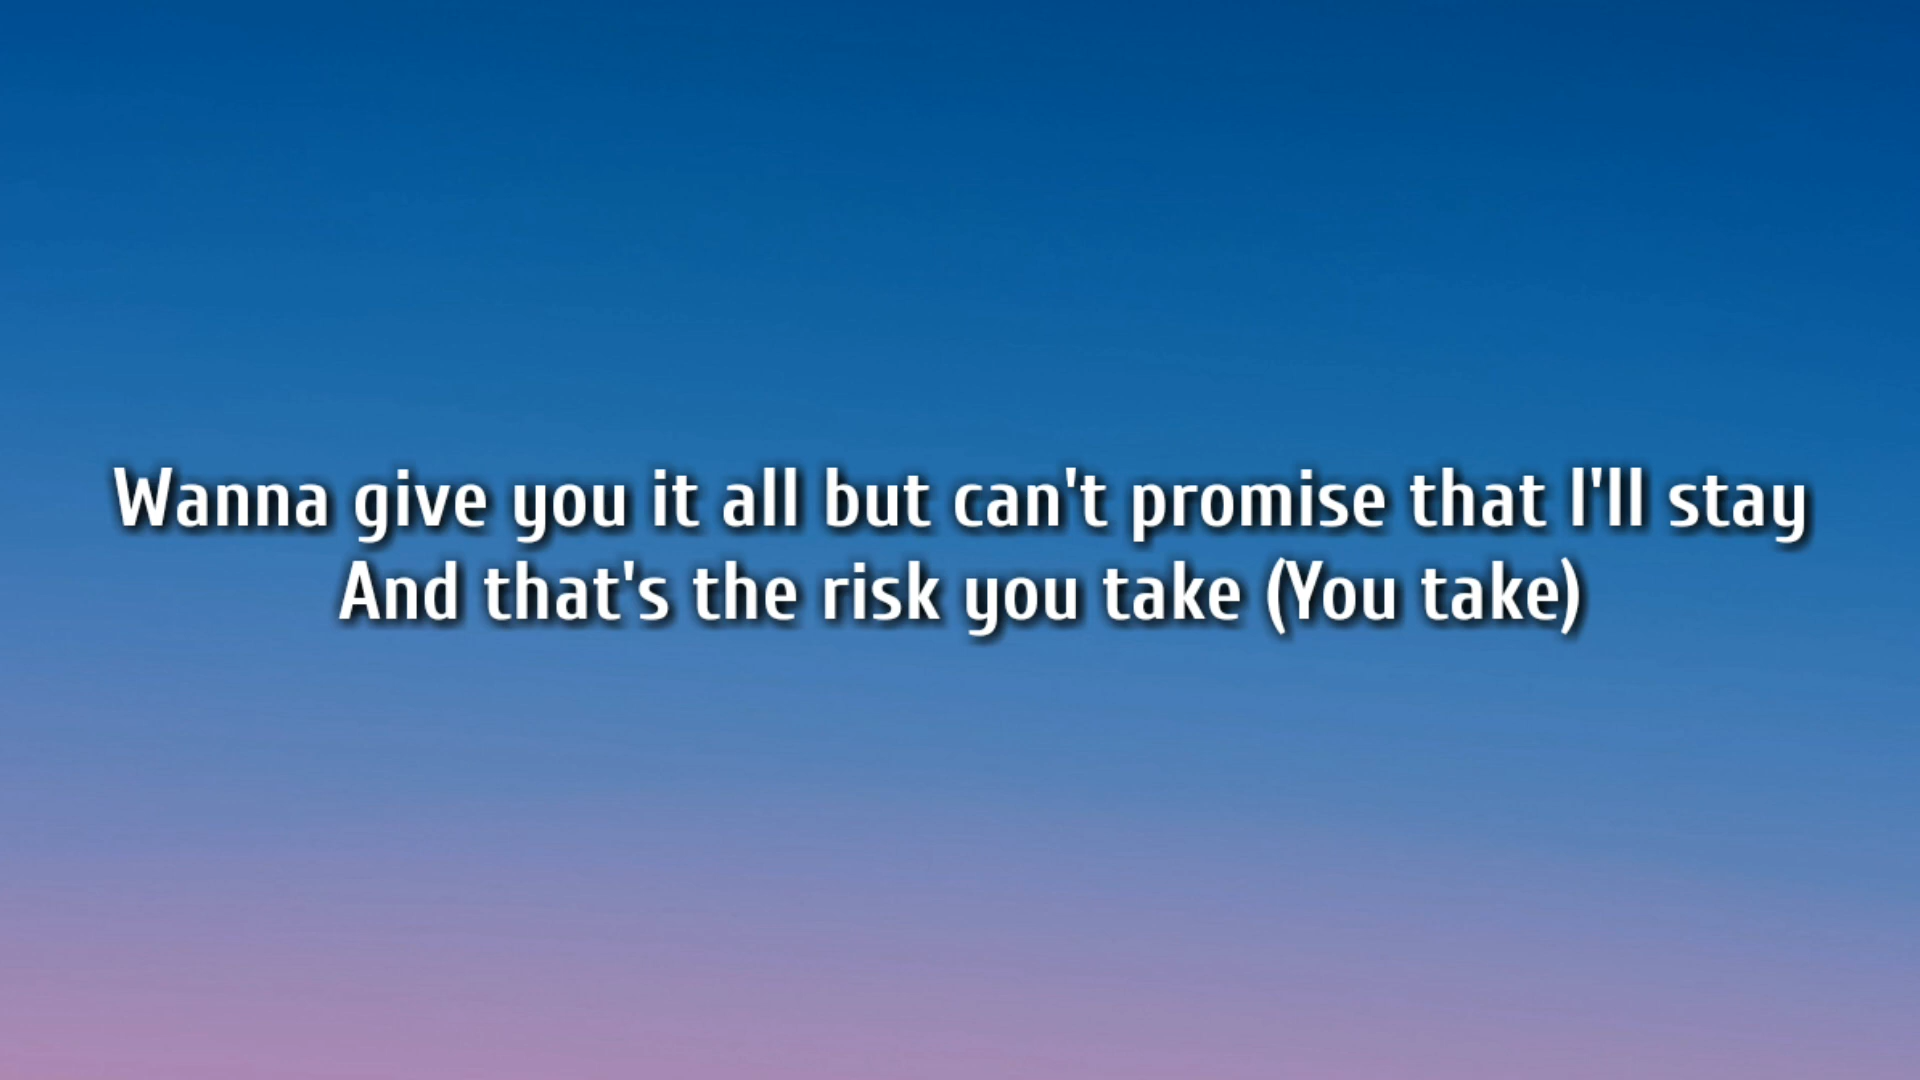 Wanna give you it all but can't promise that I'll stay
And that's the risk you take (You take)